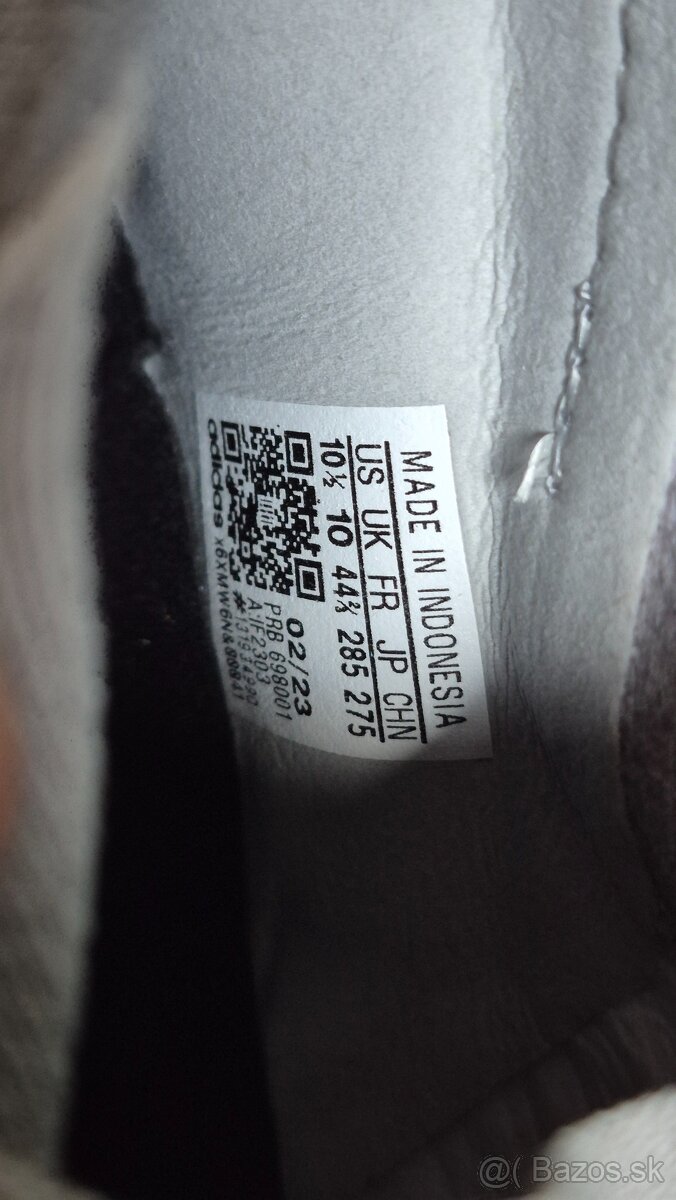 MADE IN INDONESIA
US UK FR JP CHN
10½ 10 44⅔ 285 275
02/23
PRB 698001
adidas
@( Bazos.sk